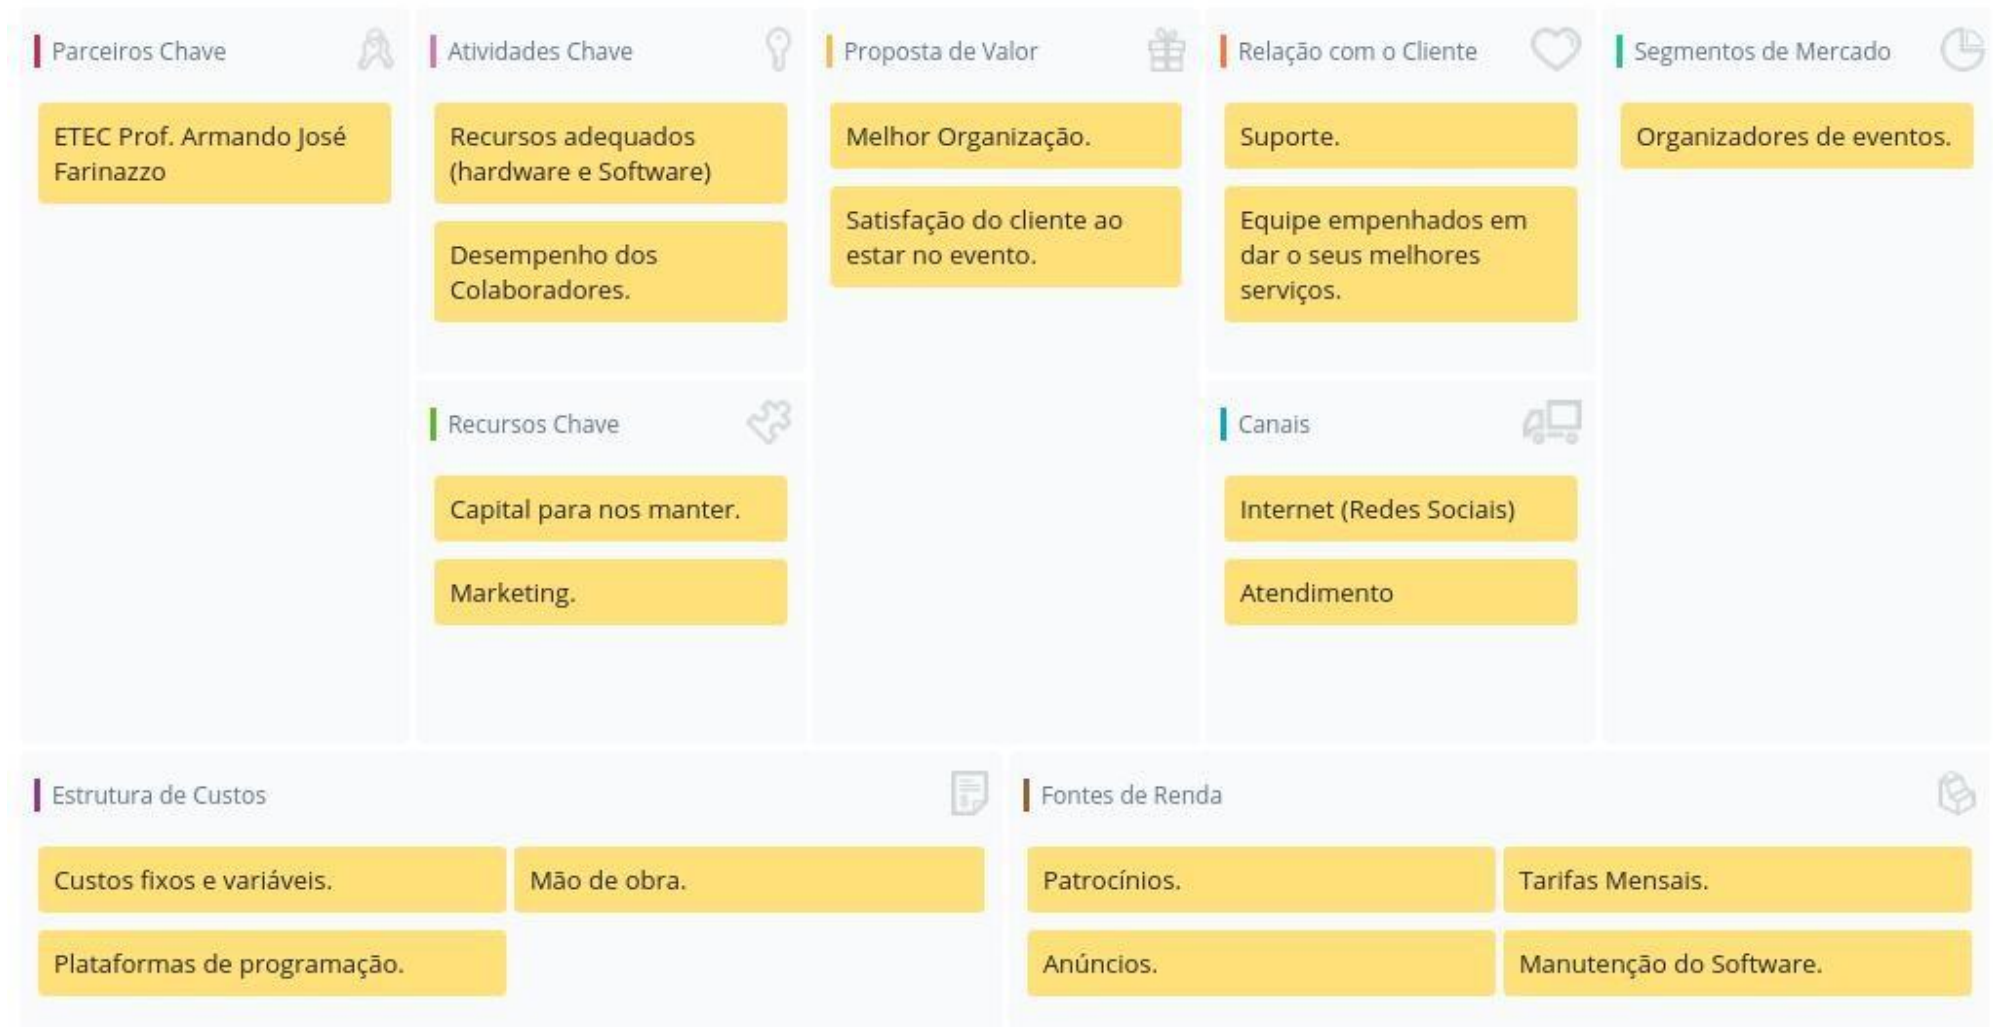 Parceiros Chave
ETEC Prof. Armando José
Farinazzo
Atividades Chave
Recursos adequados
(hardware e Software)
Desempenho dos
Colaboradores.
Recursos Chave
Capital para nos manter.
Marketing.
Proposta de Valor
Melhor Organização.
Satisfação do cliente ao
estar no evento.
Relação com o Cliente
Suporte.
Equipe empenhados em
dar o seus melhores
serviços.
Canais
Internet (Redes Sociais)
Atendimento
Segmentos de Mercado
Organizadores de eventos.
Estrutura de Custos
Custos fixos e variáveis.
Mão de obra.
Plataformas de programação.
Fontes de Renda
Patrocínios.
Tarifas Mensais.
Anúncios.
Manutenção do Software.